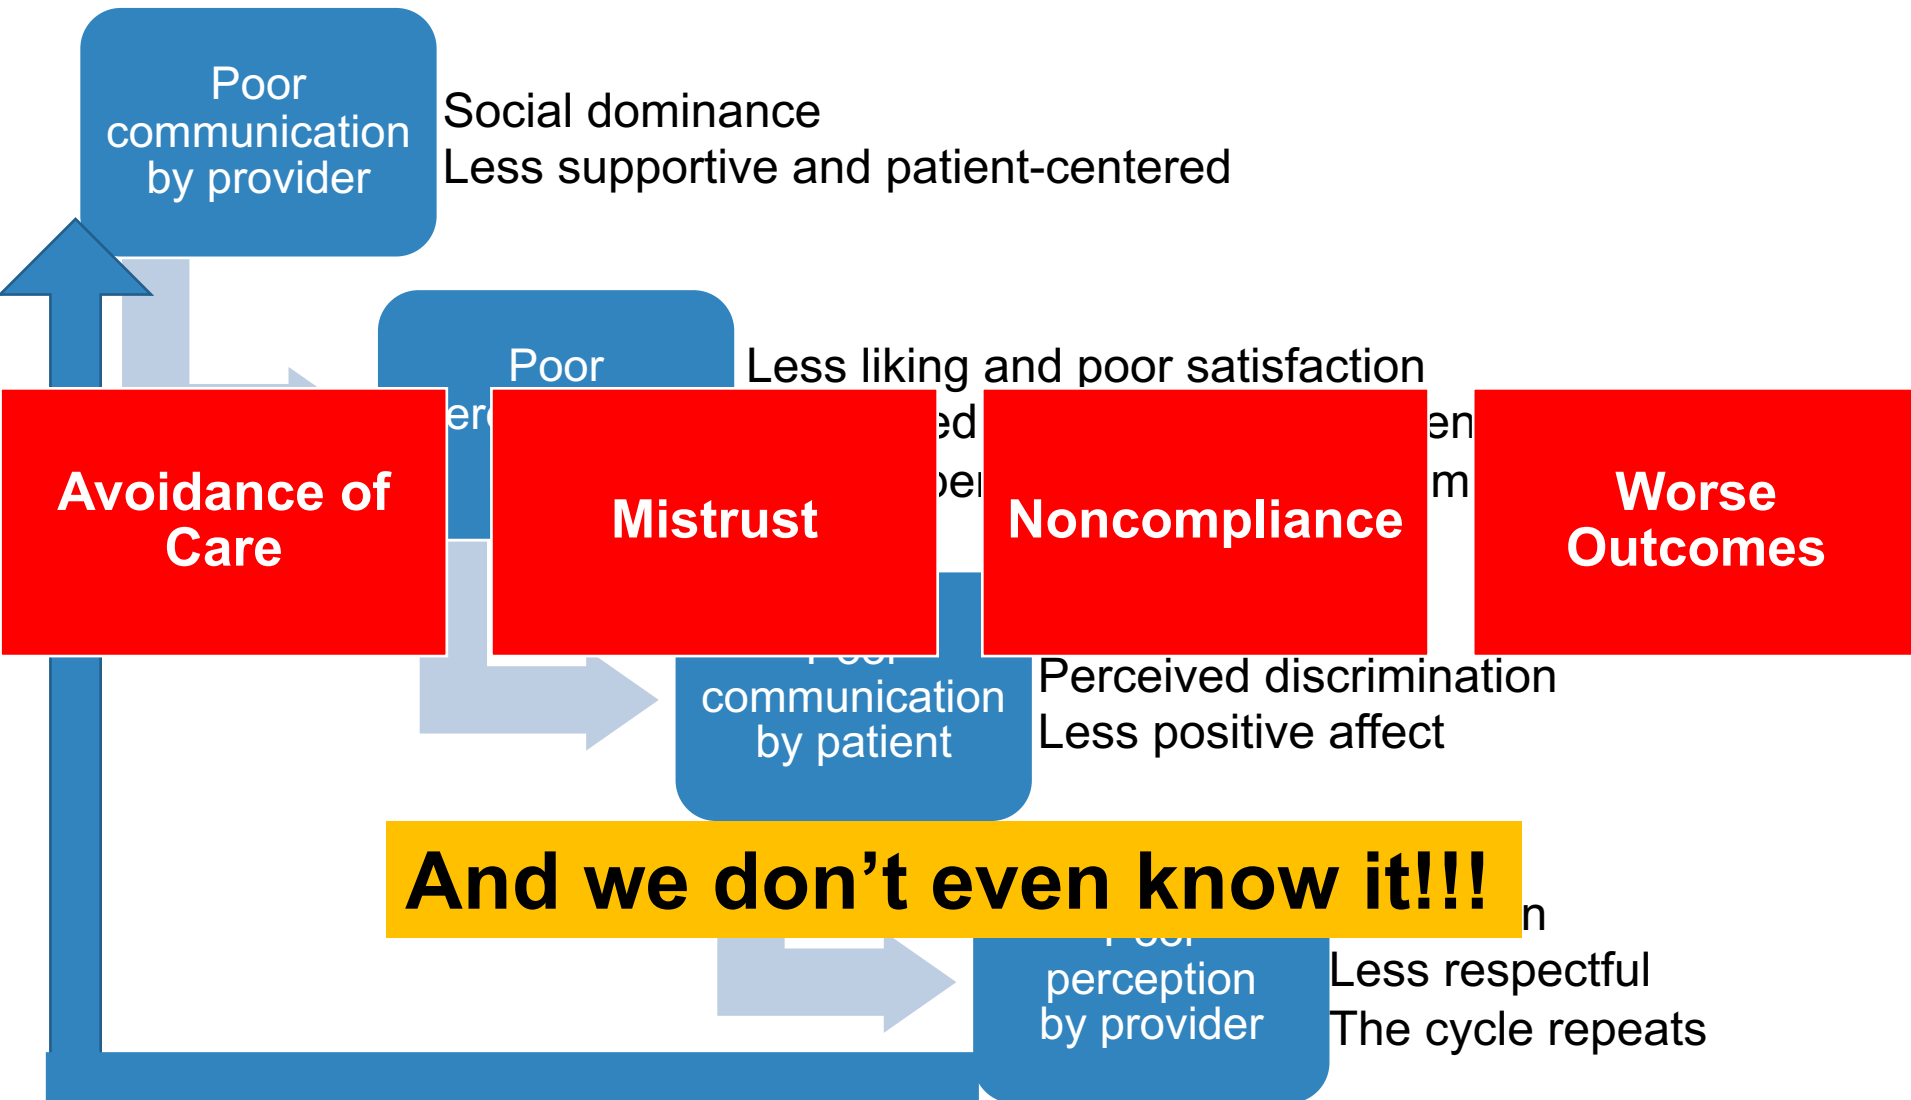 Poor
communication
by provider
Social dominance
Less supportive and patient-centered
Poor
Less liking and poor satisfaction
Avoidance of
Care
Mistrust
Noncompliance
Worse
Outcomes
Poor
communication
by patient
Perceived discrimination
Less positive affect
And we don’t even know it!!!
Poor
perception
by provider
Less respectful
The cycle repeats